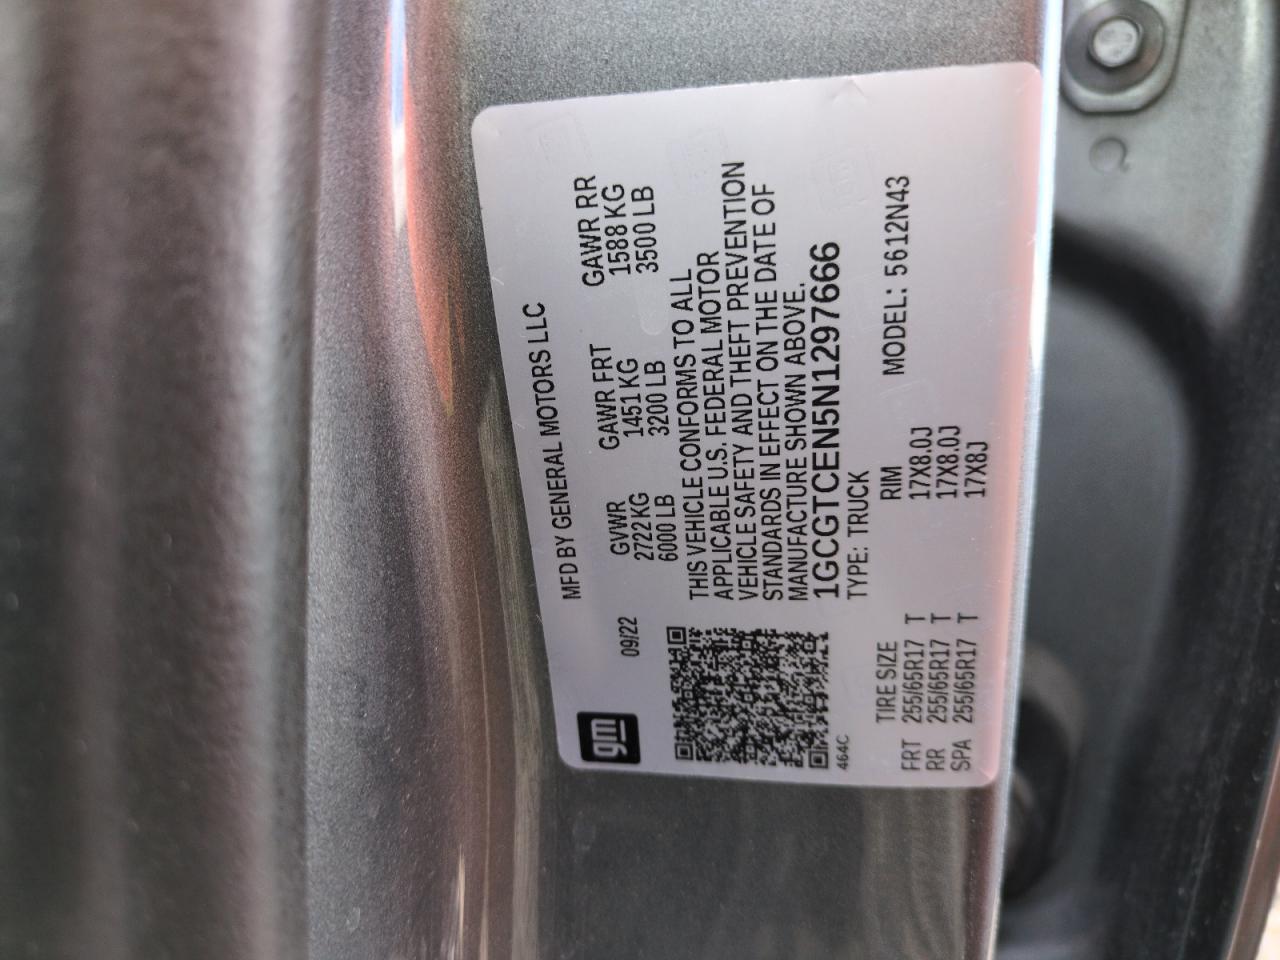 gm
MFD BY GENERAL MOTORS LLC
09/22
GVWR GAWR FRT GAWR RR
2722 KG 1451 KG 1588 KG
6000 LB 3200 LB 3500 LB
THIS VEHICLE CONFORMS TO ALL
APPLICABLE U.S. FEDERAL MOTOR
VEHICLE SAFETY AND THEFT PREVENTION
STANDARDS IN EFFECT ON THE DATE OF
MANUFACTURE SHOWN ABOVE.
1GCGTCEN5N1297666
464C TYPE: TRUCK
TIRE SIZE RIM MODEL: 5612N43
FRT 255/65R17 T 17X8.0J
RR 255/65R17 T 17X8.0J
SPA 255/65R17 T 17X8J